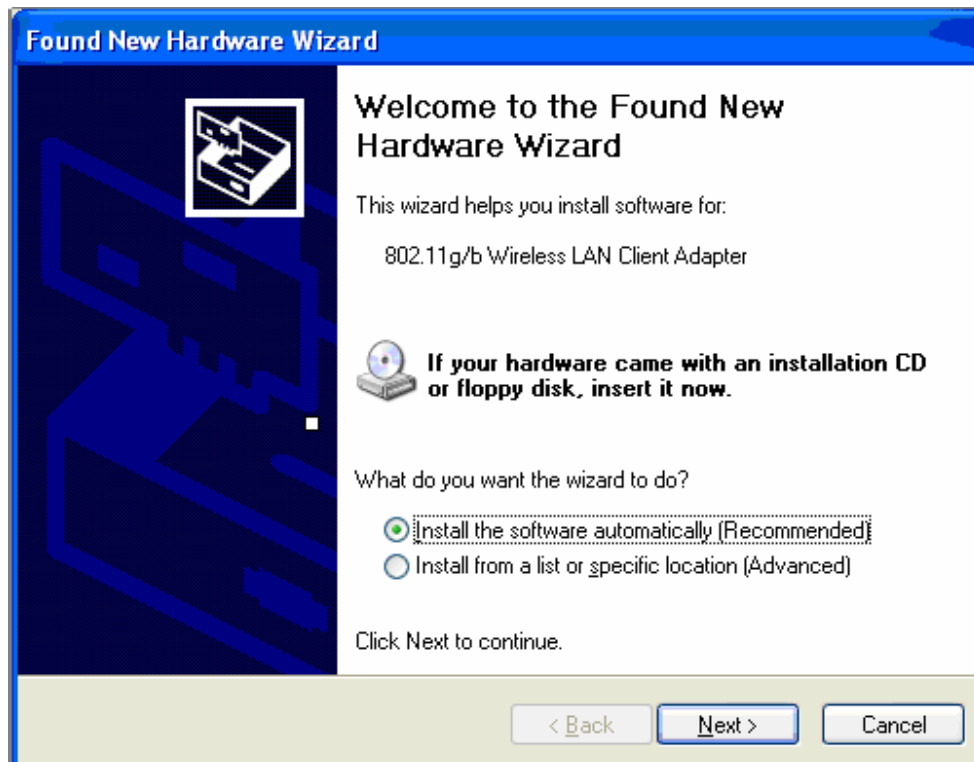 Found New Hardware Wizard
Welcome to the Found New
Hardware Wizard
This wizard helps you install software for:
802.11g/b Wireless LAN Client Adapter
If your hardware came with an installation CD
or floppy disk, insert it now.
What do you want the wizard to do?
Install the software automatically (Recommended)
Install from a list or specific location (Advanced)
Click Next to continue.
< Back
Next >
Cancel